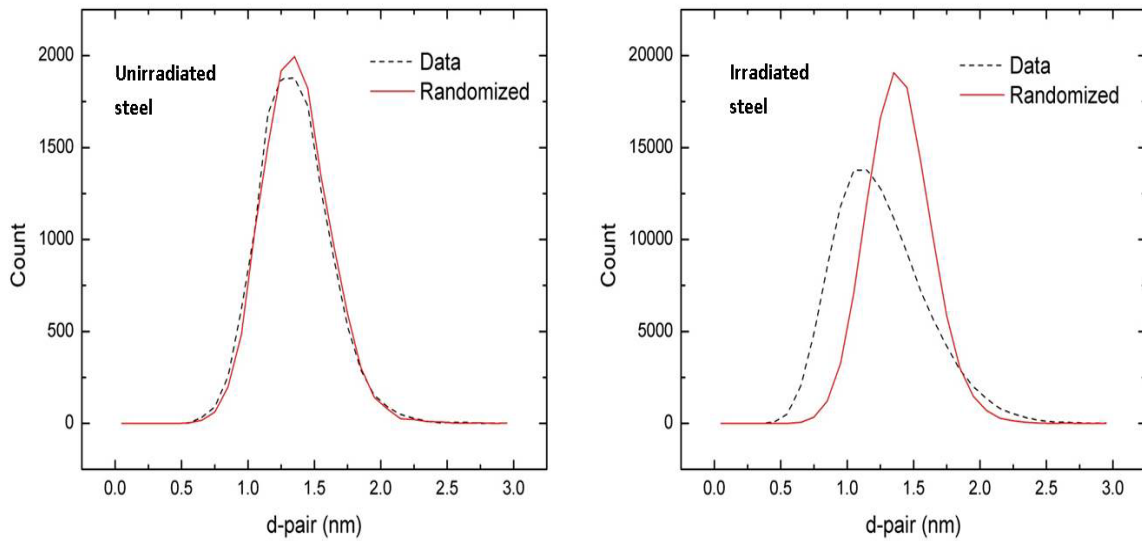 Unirradiated
steel
Data
Randomized
2000
1500
1000
500
0
Count
0.0 0.5 1.0 1.5 2.0 2.5 3.0
d-pair (nm)
Irradiated
steel
Data
Randomized
20000
15000
10000
5000
0
Count
0.0 0.5 1.0 1.5 2.0 2.5 3.0
d-pair (nm)